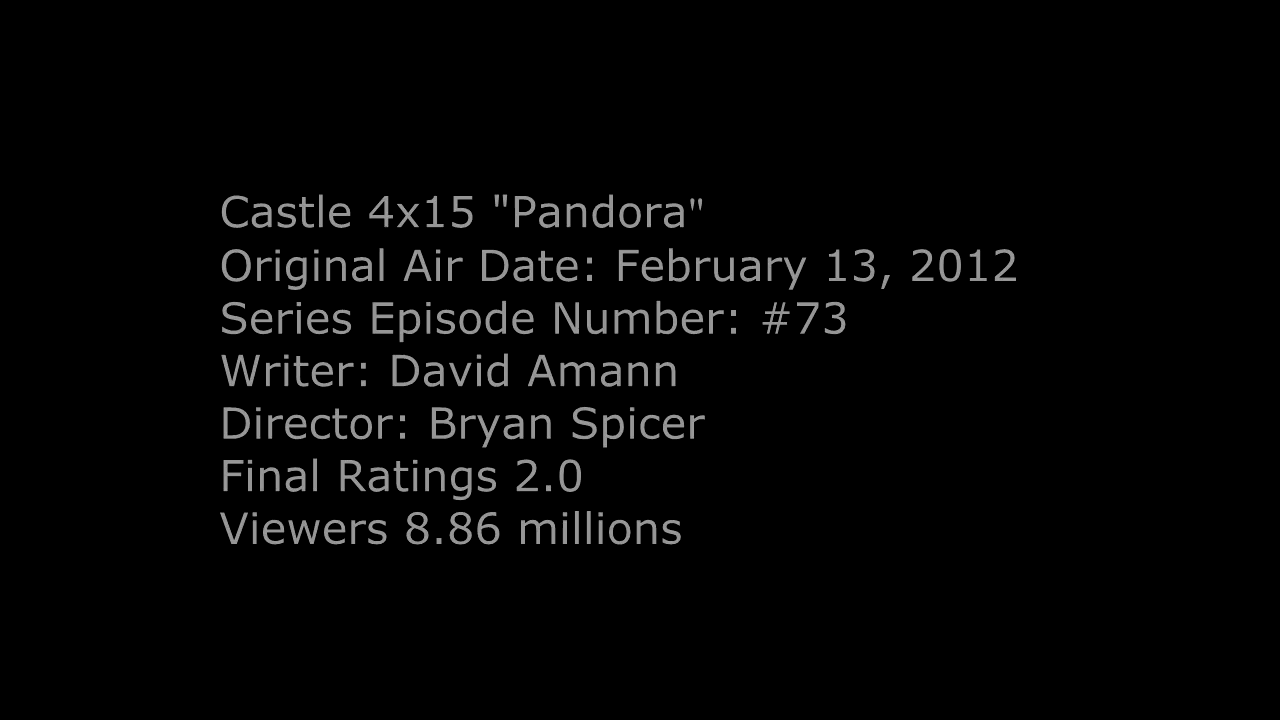 Castle 4x15 "Pandora"
Original Air Date: February 13, 2012
Series Episode Number: #73
Writer: David Amann
Director: Bryan Spicer
Final Ratings 2.0
Viewers 8.86 millions